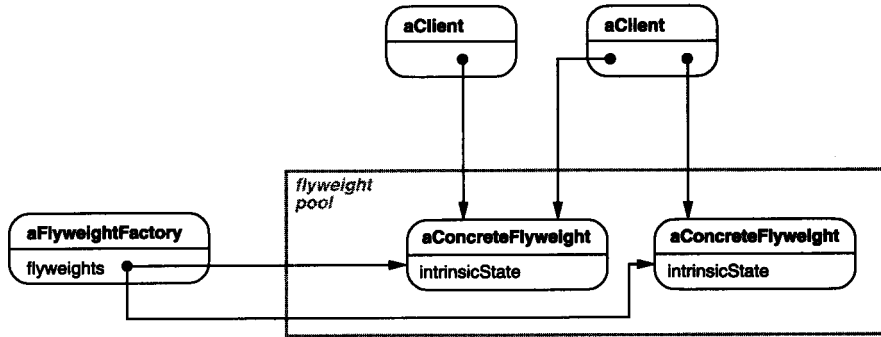 aClient
aClient
flyweight
pool
aFlyweightFactory
flyweights
aConcreteFlyweight
intrinsicState
aConcreteFlyweight
intrinsicState